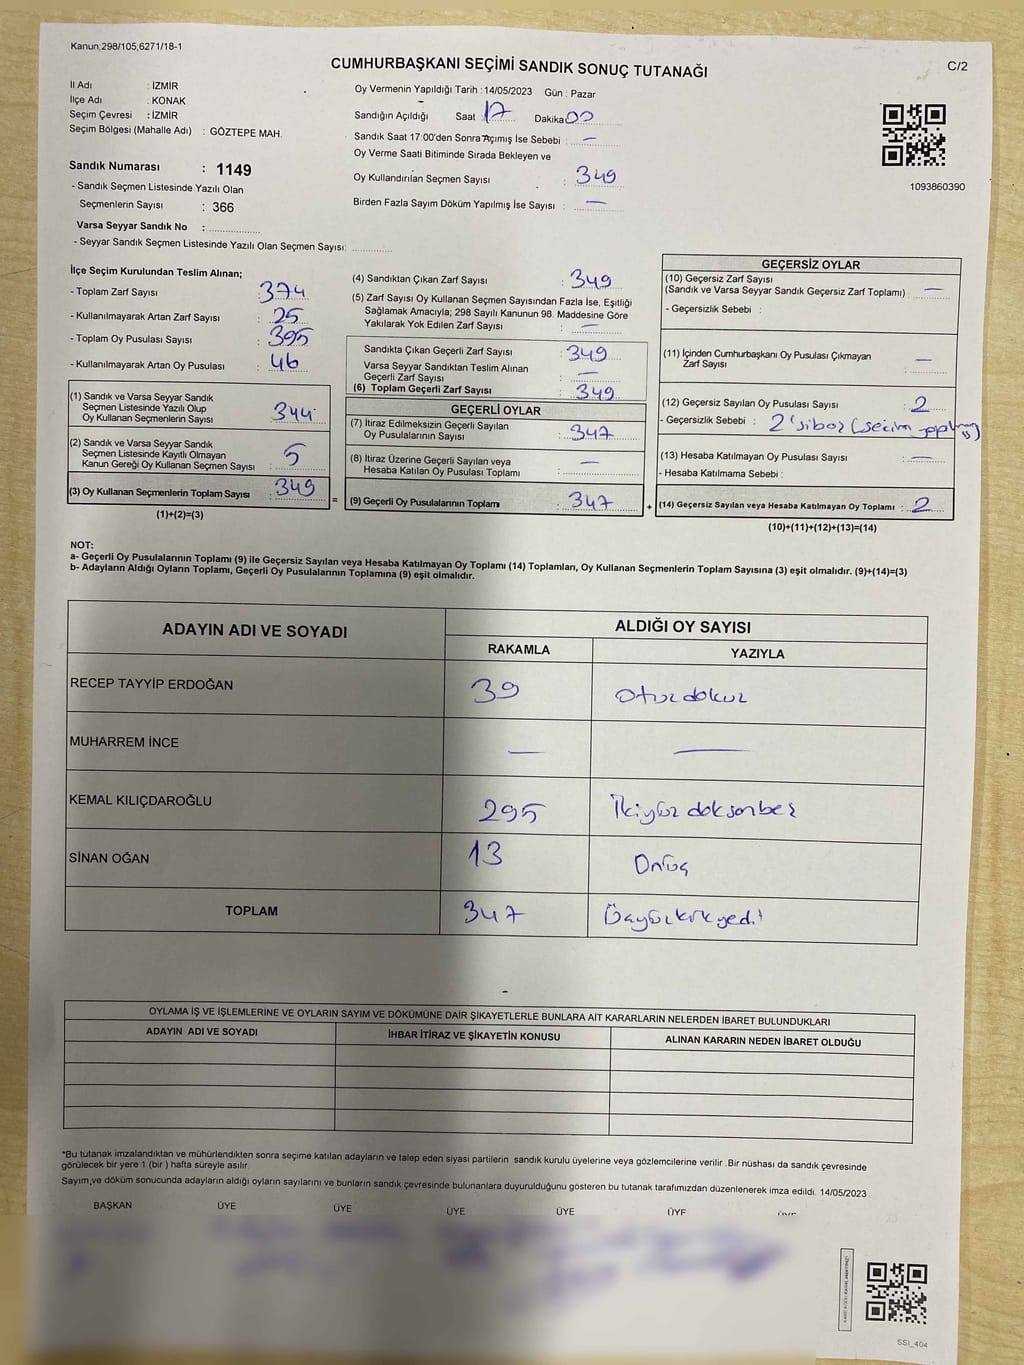 Kanun;298/105;6271/18-1
C/2
CUMHURBAŞKANI SEÇİMİ SANDIK SONUÇ TUTANAĞI
İl Adı : İZMİR
İlçe Adı : KONAK
Seçim Çevresi : İZMİR
Seçim Bölgesi (Mahalle Adı) : GÖZTEPE MAH.
Sandık Numarası : 1149
- Sandık Seçmen Listesinde Yazılı Olan
Seçmenlerin Sayısı : 366
Varsa Seyyar Sandık No :
- Seyyar Sandık Seçmen Listesinde Yazılı Olan Seçmen Sayısı:
Oy Vermenin Yapıldığı Tarih : 14/05/2023 Gün : Pazar
Sandığın Açıldığı Saat : 17 Dakika 00
Sandık Saat 17:00'den Sonra Açımış İse Sebebi : —
Oy Verme Saati Bitiminde Sırada Bekleyen ve
Oy Kullandırılan Seçmen Sayısı : 349
Birden Fazla Sayım Döküm Yapılmış İse Sayısı : —
1093860390
İlçe Seçim Kurulundan Teslim Alınan;
- Toplam Zarf Sayısı : 374
- Kullanılmayarak Artan Zarf Sayısı : 25
- Toplam Oy Pusulası Sayısı : 395
- Kullanılmayarak Artan Oy Pusulası : 46
(1) Sandık ve Varsa Seyyar Sandık
Seçmen Listesinde Yazılı Olup
Oy Kullanan Seçmenlerin Sayısı : 344
(2) Sandık ve Varsa Seyyar Sandık
Seçmen Listesinde Kayıtlı Olmayan
Kanun Gereği Oy Kullanan Seçmen Sayısı : 5
(3) Oy Kullanan Seçmenlerin Toplam Sayısı : 349
(1)+(2)=(3)
=
(4) Sandıktan Çıkan Zarf Sayısı : 349
(5) Zarf Sayısı Oy Kullanan Seçmen Sayısından Fazla İse, Eşitliği
Sağlamak Amacıyla; 298 Sayılı Kanunun 98. Maddesine Göre
Yakılarak Yok Edilen Zarf Sayısı : —
Sandıkta Çıkan Geçerli Zarf Sayısı : 349
Varsa Seyyar Sandıktan Teslim Alınan
Geçerli Zarf Sayısı : —
(6) Toplam Geçerli Zarf Sayısı : 349
GEÇERLİ OYLAR
(7) İtiraz Edilmeksizin Geçerli Sayılan
Oy Pusulalarının Sayısı : 347
(8) İtiraz Üzerine Geçerli Sayılan veya
Hesaba Katılan Oy Pusulası Toplamı : —
(9) Geçerli Oy Pusulalarının Toplamı : 347
+
GEÇERSİZ OYLAR
(10) Geçersiz Zarf Sayısı
(Sandık ve Varsa Seyyar Sandık Geçersiz Zarf Toplamı) : —
- Geçersizlik Sebebi :
(11) İçinden Cumhurbaşkanı Oy Pusulası Çıkmayan
Zarf Sayısı : —
(12) Geçersiz Sayılan Oy Pusulası Sayısı : 2
- Geçersizlik Sebebi : 2
(13) Hesaba Katılmayan Oy Pusulası Sayısı : —
- Hesaba Katılmama Sebebi :
(14) Geçersiz Sayılan veya Hesaba Katılmayan Oy Toplamı : 2
(10)+(11)+(12)+(13)=(14)
NOT:
a- Geçerli Oy Pusulalarının Toplamı (9) ile Geçersiz Sayılan veya Hesaba Katılmayan Oy Toplamı (14) Toplamları, Oy Kullanan Seçmenlerin Toplam Sayısına (3) eşit olmalıdır. (9)+(14)=(3)
b- Adayların Aldığı Oyların Toplamı, Geçerli Oy Pusulalarının Toplamına (9) eşit olmalıdır.
ADAYIN ADI VE SOYADI
ALDIĞI OY SAYISI
RAKAMLA YAZIYLA
RECEP TAYYİP ERDOĞAN 39 otuzdokuz
MUHARREM İNCE — —
KEMAL KILIÇDAROĞLU 295 İkiyüz doksanbeş
SİNAN OĞAN 13 Onüç
TOPLAM 347 Üçyüzkırkyedi
OYLAMA İŞ VE İŞLEMLERİNE VE OYLARIN SAYIM VE DÖKÜMÜNE DAİR ŞİKAYETLERLE BUNLARA AİT KARARLARIN NELERDEN İBARET BULUNDUKLARI
ADAYIN ADI VE SOYADI İHBAR İTİRAZ VE ŞİKAYETİN KONUSU ALINAN KARARIN NEDEN İBARET OLDUĞU
*Bu tutanak imzalandıktan ve mühürlendikten sonra seçime katılan adayların ve talep eden siyasi partilerin sandık kurulu üyelerine veya gözlemcilerine verilir. Bir nüshası da sandık çevresinde
görülecek bir yere 1 (bir ) hafta süreyle asılır.
Sayım,ve döküm sonucunda adayların aldığı oyların sayılarını ve bunların sandık çevresinde bulunanlara duyurulduğunu gösteren bu tutanak tarafımızdan düzenlenerek imza edildi. 14/05/2023
BAŞKAN ÜYE ÜYE ÜYE ÜYE ÜYE
SSI_404